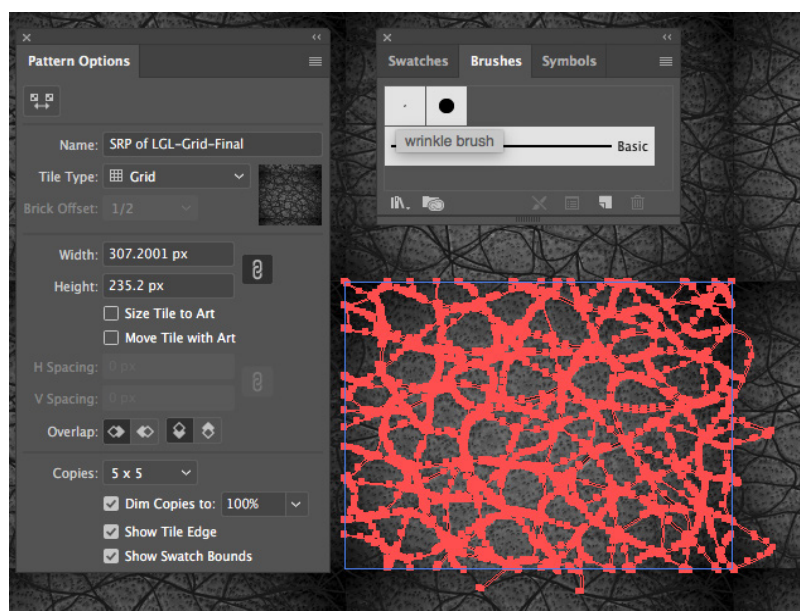 Pattern Options
Name: SRP of LGL-Grid-Final
Tile Type: Grid
Brick Offset: 1/2
Width: 307.2001 px
Height: 235.2 px
Size Tile to Art
Move Tile with Art
H Spacing: 0 px
V Spacing: 0 px
Overlap:
Copies: 5 x 5
Dim Copies to: 100%
Show Tile Edge
Show Swatch Bounds
Swatches Brushes Symbols
wrinkle brush
Basic